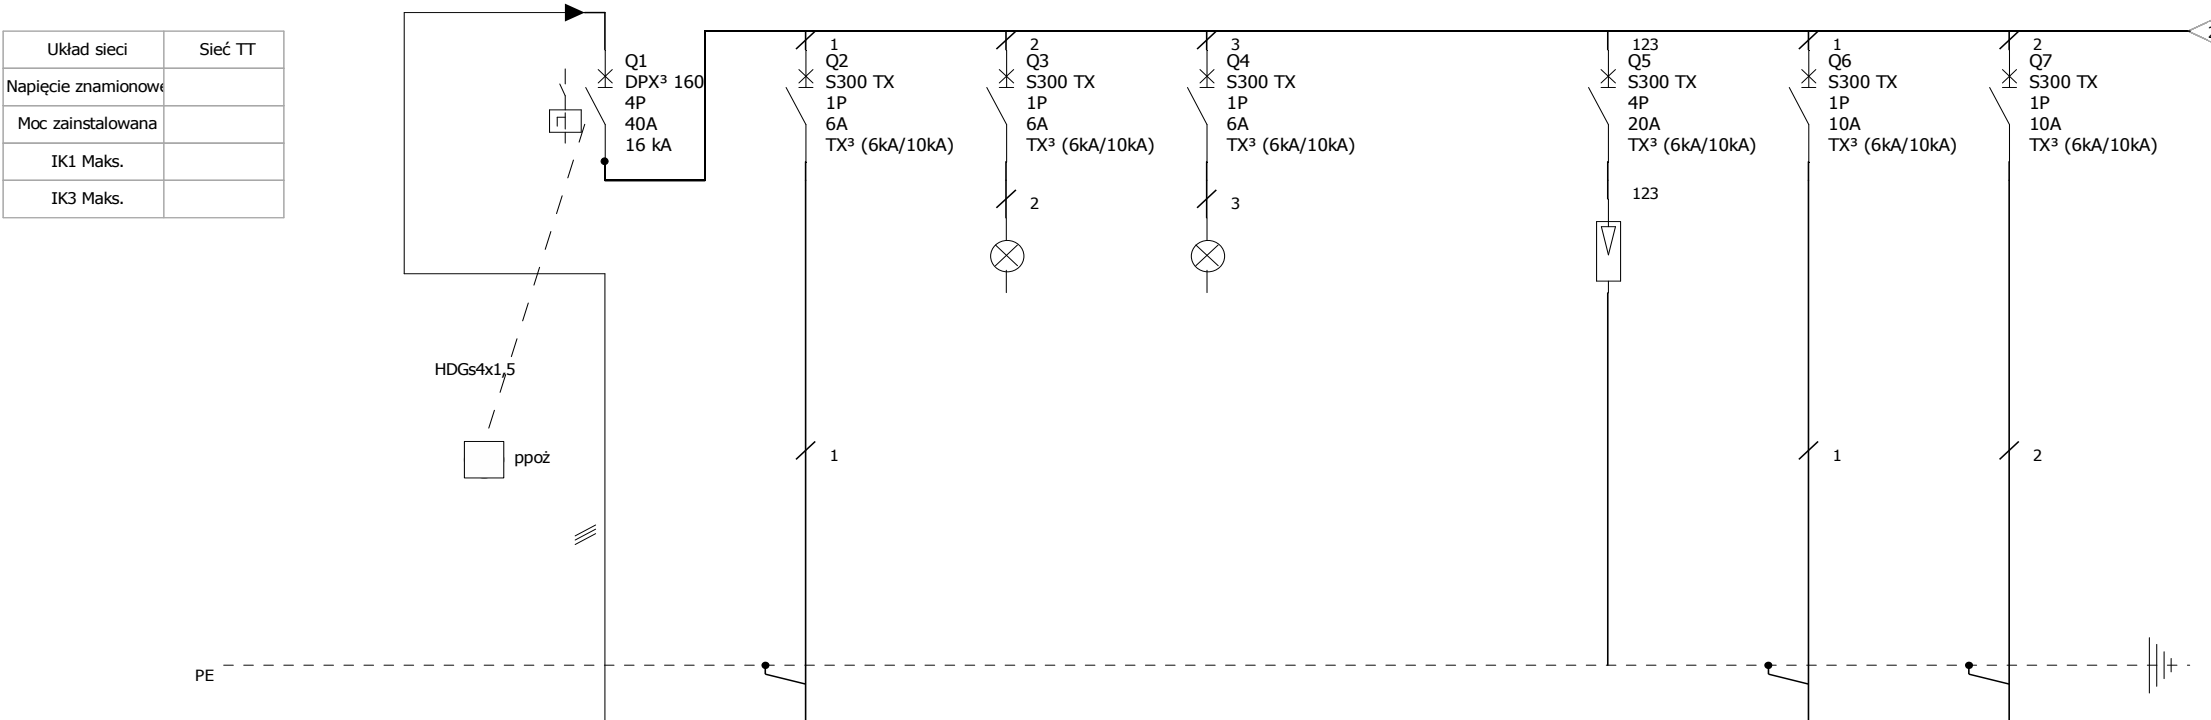 Układ sieci
Sieć TT
Napięcie znamionowe
Moc zainstalowana
IK1 Maks.
IK3 Maks.
Q1
DPX³ 160
4P
40A
16 kA
1
Q2
S300 TX
1P
6A
TX³ (6kA/10kA)
2
Q3
S300 TX
1P
6A
TX³ (6kA/10kA)
2
3
Q4
S300 TX
1P
6A
TX³ (6kA/10kA)
3
123
Q5
S300 TX
4P
20A
TX³ (6kA/10kA)
123
1
Q6
S300 TX
1P
10A
TX³ (6kA/10kA)
2
Q7
S300 TX
1P
10A
TX³ (6kA/10kA)
HDGs4x1,5
ppoż
1
1
2
PE